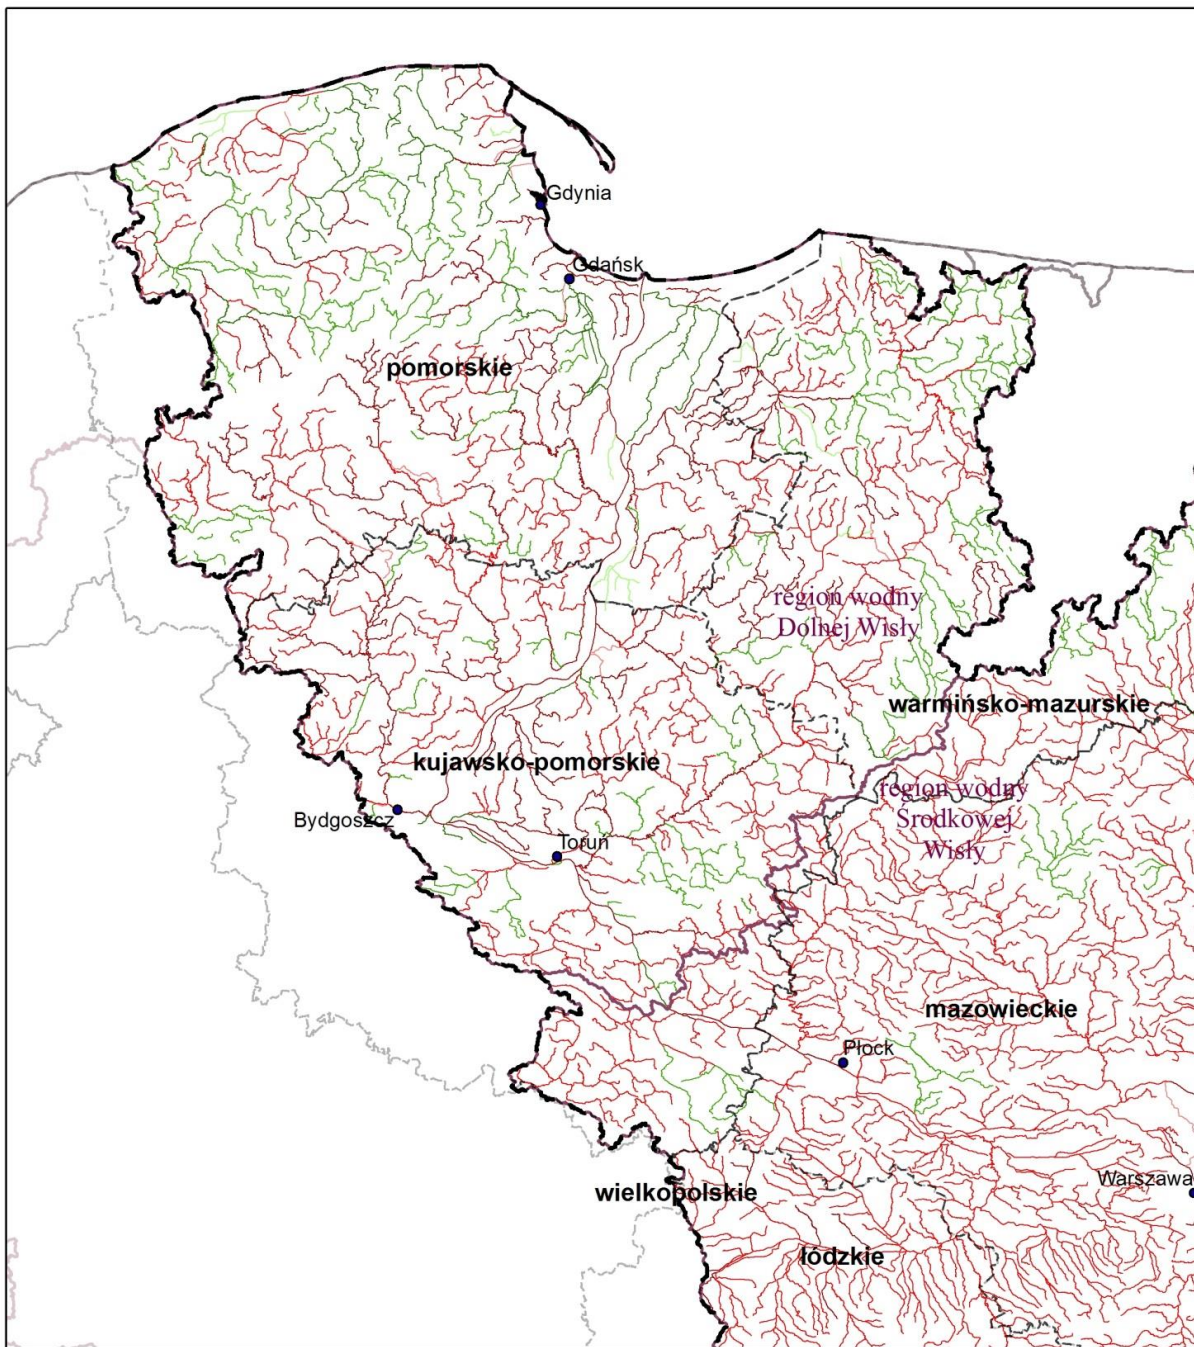 Gdynia
Gdańsk
pomorskie
region wodny
Dolnej Wisły
warmińsko-mazurskie
kujawsko-pomorskie
region wodny
Środkowej
Wisły
Bydgoszcz
Toruń
mazowieckie
Płock
Warszawa
wielkopolskie
łódzkie